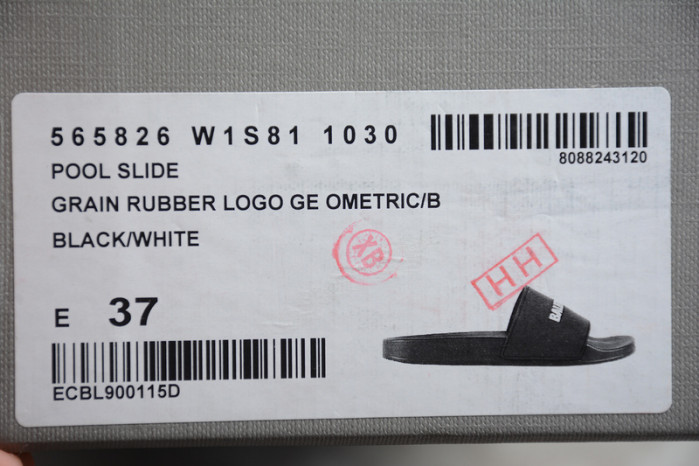 565826 W1S81 1030
8088243120
POOL SLIDE
GRAIN RUBBER LOGO GE OMETRIC/B
BLACK/WHITE
XB
HH
E 37
ECBL900115D